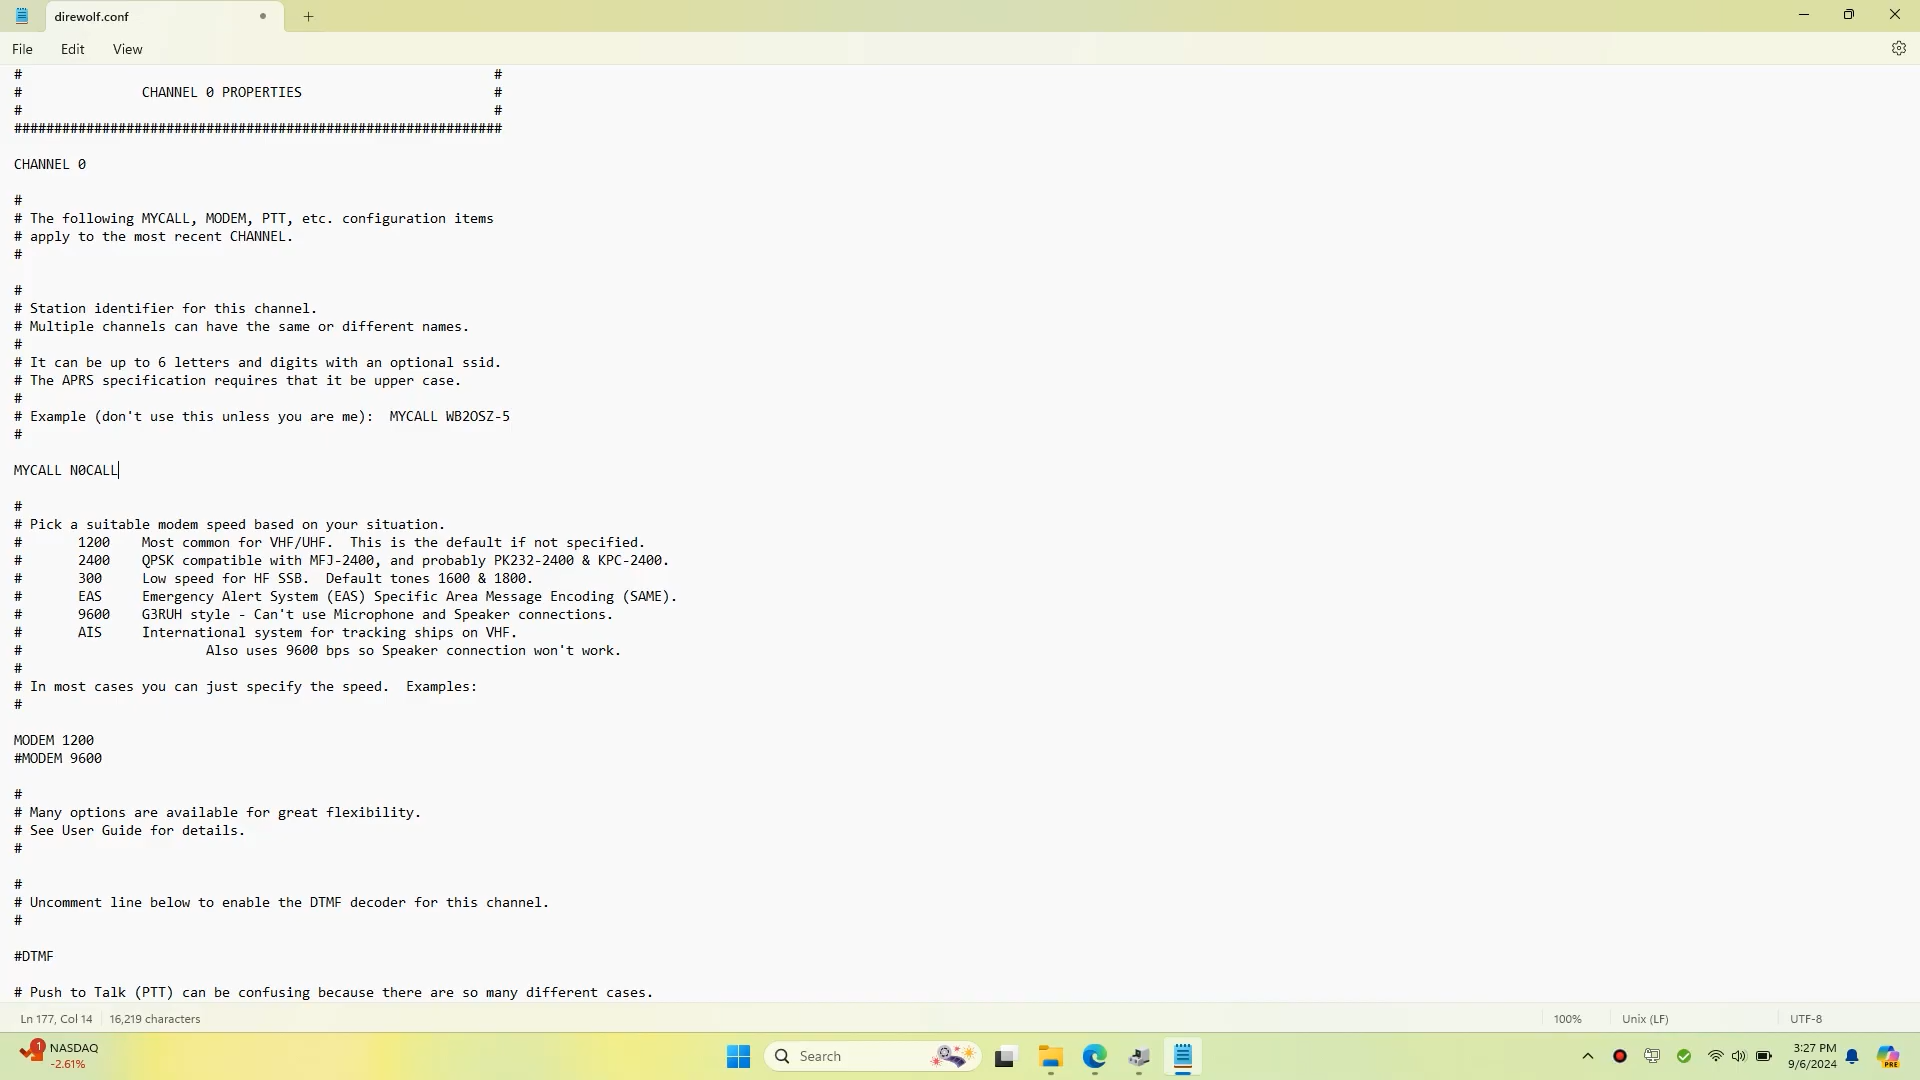 direwolf.conf
File Edit View
# #
# CHANNEL 0 PROPERTIES #
# #
#############################################################
CHANNEL 0
#
# The following MYCALL, MODEM, PTT, etc. configuration items
# apply to the most recent CHANNEL.
#
#
# Station identifier for this channel.
# Multiple channels can have the same or different names.
#
# It can be up to 6 letters and digits with an optional ssid.
# The APRS specification requires that it be upper case.
#
# Example (don't use this unless you are me):  MYCALL WB2OSZ-5
#
MYCALL N0CALL
#
# Pick a suitable modem speed based on your situation.
# 1200 Most common for VHF/UHF.  This is the default if not specified.
# 2400 QPSK compatible with MFJ-2400, and probably PK232-2400 & KPC-2400.
# 300 Low speed for HF SSB.  Default tones 1600 & 1800.
# EAS Emergency Alert System (EAS) Specific Area Message Encoding (SAME).
# 9600 G3RUH style - Can't use Microphone and Speaker connections.
# AIS International system for tracking ships on VHF.
# Also uses 9600 bps so Speaker connection won't work.
#
# In most cases you can just specify the speed.  Examples:
#
MODEM 1200
#MODEM 9600
#
# Many options are available for great flexibility.
# See User Guide for details.
#
#
# Uncomment line below to enable the DTMF decoder for this channel.
#
#DTMF
# Push to Talk (PTT) can be confusing because there are so many different cases.
Ln 177, Col 14 16,219 characters 100% Unix (LF) UTF-8
1 NASDAQ
-2.61%
Search
3:27 PM
9/6/2024
PRE